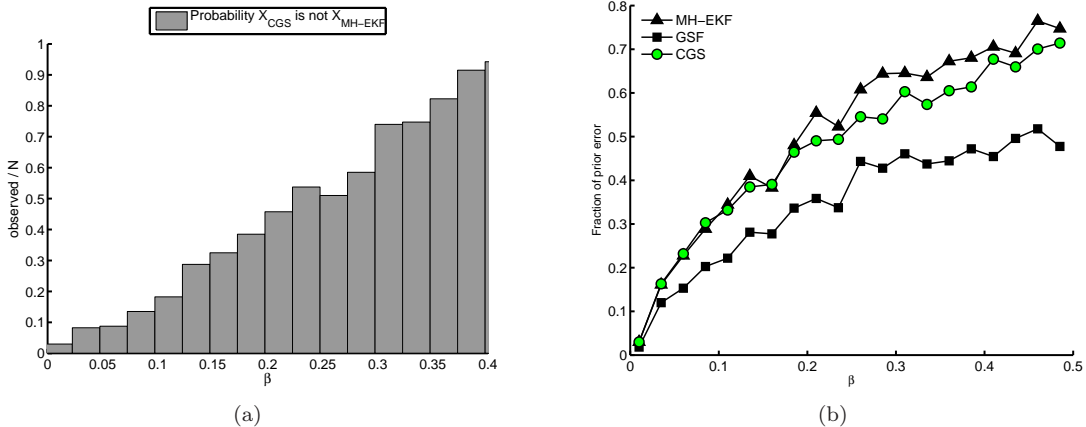 Probability X_CGS is not X_MH−EKF
1
0.9
0.8
0.7
0.6
0.5
0.4
0.3
0.2
0.1
0
observed / N
0 0.05 0.1 0.15 0.2 0.25 0.3 0.35 0.4
β
(a)
MH−EKF
GSF
CGS
0.8
0.7
0.6
0.5
0.4
0.3
0.2
0.1
0
Fraction of prior error
0 0.1 0.2 0.3 0.4 0.5
β
(b)